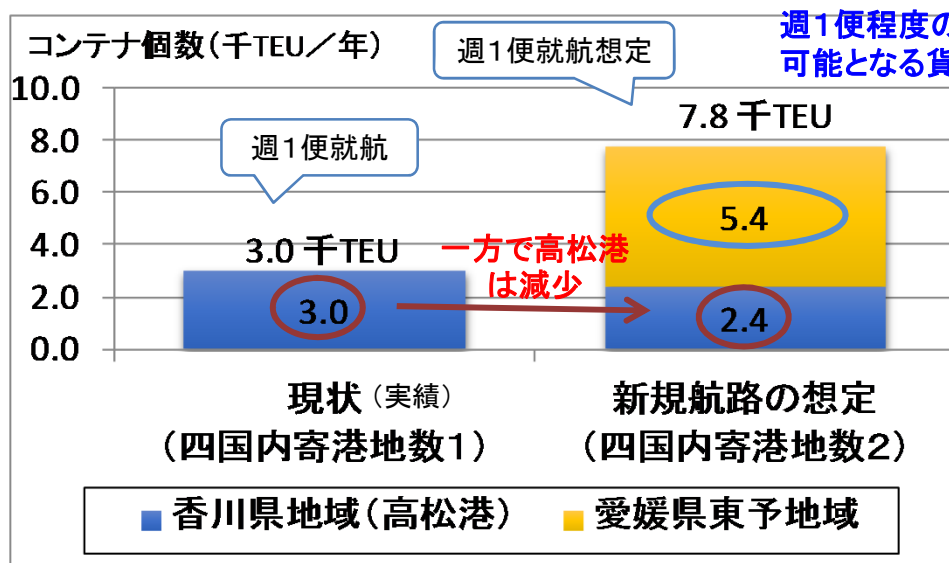 コンテナ個数(千TEU/年)
週1便就航想定
週1便程度の
可能となる貨
10.0
8.0
6.0
4.0
2.0
0.0
週1便就航
3.0 千TEU
3.0
一方で高松港
は減少
7.8 千TEU
5.4
2.4
現状(実績)
(四国内寄港地数1)
新規航路の想定
(四国内寄港地数2)
香川県地域(高松港)
愛媛県東予地域